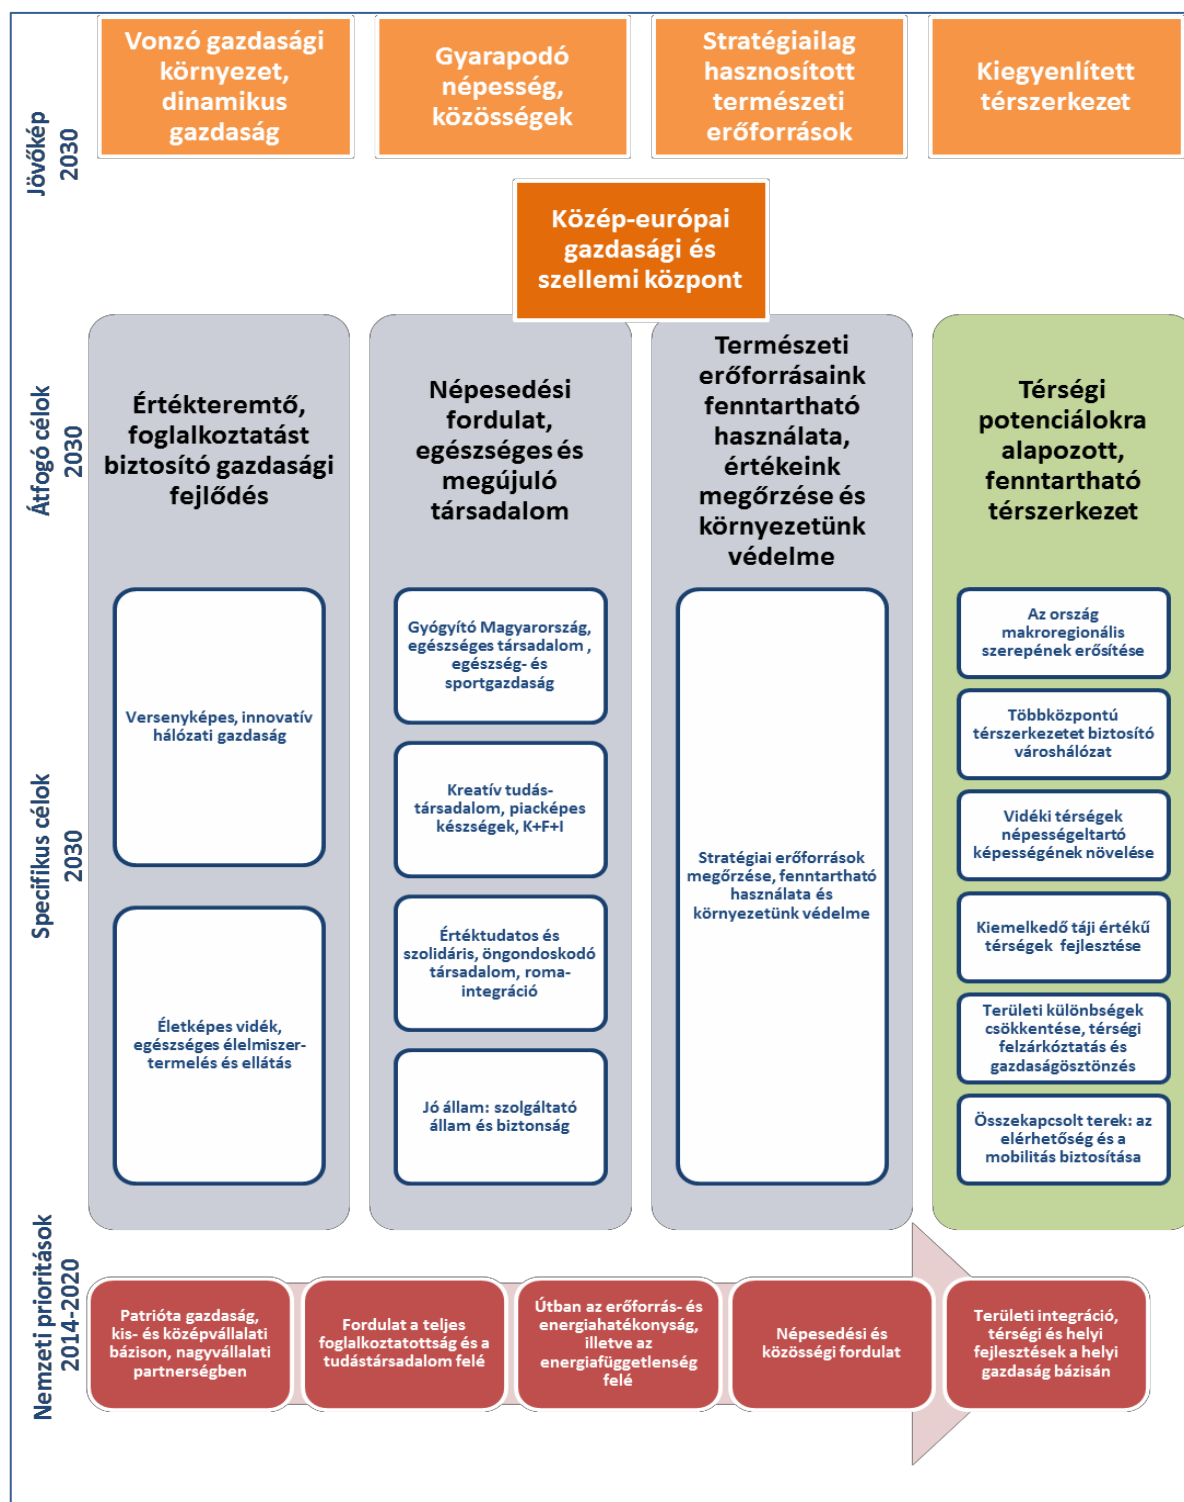 Jövőkép
2030
Vonzó gazdasági
környezet,
dinamikus
gazdaság
Gyarapodó
népesség,
közösségek
Stratégiailag
hasznosított
természeti
erőforrások
Kiegyenlített
térszerkezet
Közép-európai
gazdasági és
szellemi központ
Átfogó célok
2030
Értékteremtő,
foglalkoztatást
biztosító gazdasági
fejlődés
Népesedési
fordulat,
egészséges és
megújuló
társadalom
Természeti
erőforrásaink
fenntartható
használata,
értékeink
megőrzése és
környezetünk
védelme
Térségi
potenciálokra
alapozott,
fenntartható
térszerkezet
Specifikus célok
2030
Versenyképes, innovatív
hálózati gazdaság
Életképes vidék,
egészséges élelmiszer-
termelés és ellátás
Gyógyító Magyarország,
egészséges társadalom ,
egészség- és
sportgazdaság
Kreatív tudás-
társadalom, piacképes
készségek, K+F+I
Értéktudatos és
szolidáris, öngondoskodó
társadalom, roma-
integráció
Jó állam: szolgáltató
állam és biztonság
Stratégiai erőforrások
megőrzése, fenntartható
használata és
környezetünk védelme
Az ország
makroregionális
szerepének erősítése
Többközpontú
térszerkezetet biztosító
városhálózat
Vidéki térségek
népességeltartó
képességének növelése
Kiemelkedő táji értékű
térségek  fejlesztése
Területi különbségek
csökkentése, térségi
felzárkóztatás és
gazdaságösztönzés
Összekapcsolt terek: az
elérhetőség és a
mobilitás biztosítása
Nemzeti prioritások
2014-2020
Patrióta gazdaság,
kis- és középvállalati
bázison, nagyvállalati
partnerségben
Fordulat a teljes
foglalkoztatottság és a
tudástársadalom felé
Útban az erőforrás- és
energiahatékonyság,
illetve az
energiafüggetlenség
felé
Népesedési és
közösségi fordulat
Területi integráció,
térségi és helyi
fejlesztések a helyi
gazdaság bázisán